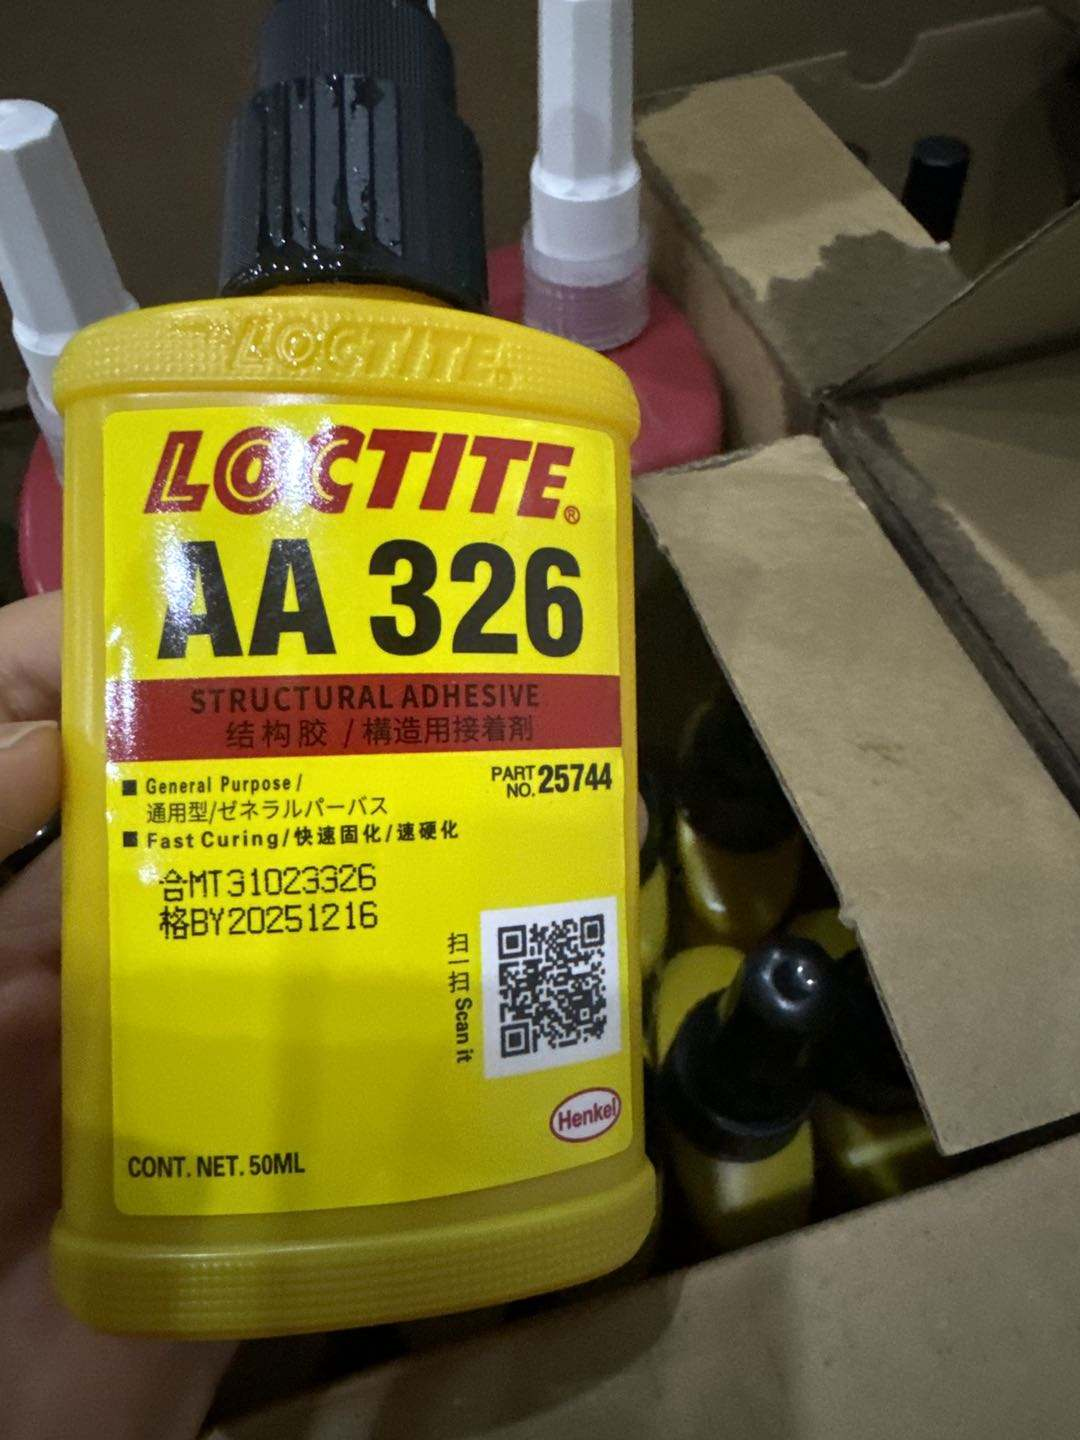 LOCTITE®
LOCTITE®
AA 326
STRUCTURAL ADHESIVE
结构胶 / 構造用接着剤
■ General Purpose /
通用型/ゼネラルパーパス
■ Fast Curing/快速固化/速硬化
PART NO. 25744
合MT31023326
格BY20251216
扫一扫 Scan it
Henkel
CONT. NET. 50ML